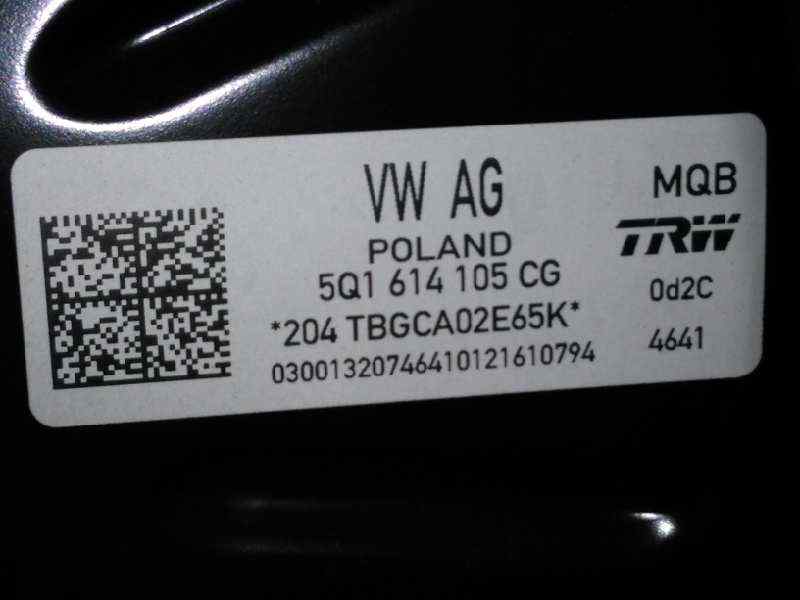 VW AG
MQB
POLAND
TRW
5Q1 614 105 CG
0d2C
*204 TBGCA02E65K*
4641
03001320746410121610794